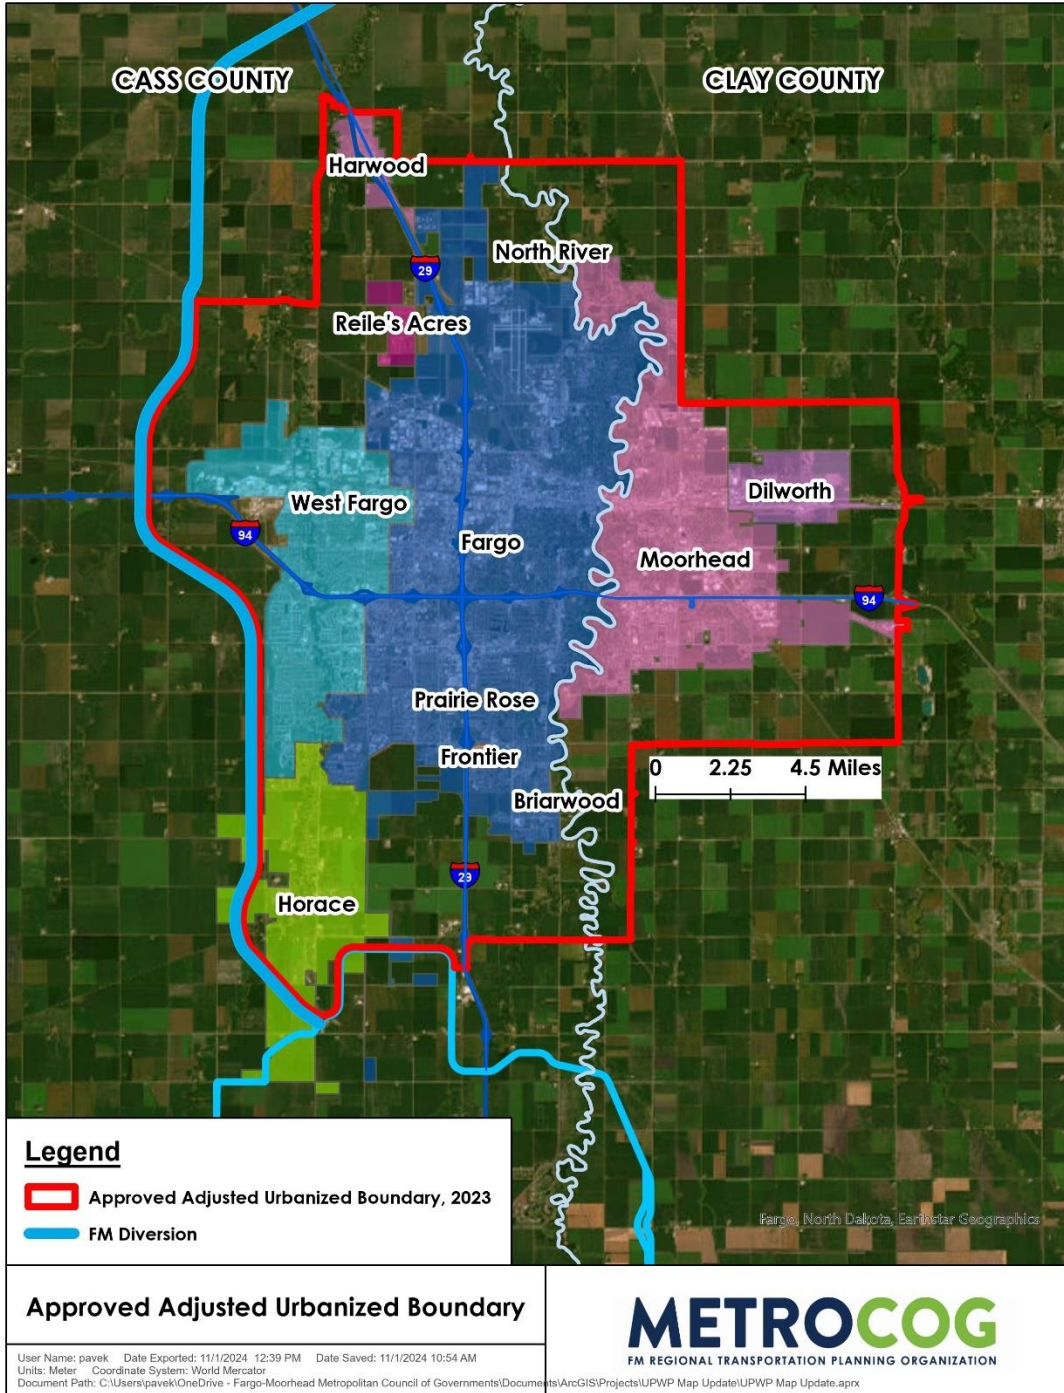 CASS COUNTY
CLAY COUNTY
Harwood
North River
29
Reile's Acres
West Fargo
Dilworth
94
Fargo
Moorhead
94
Prairie Rose
Frontier
0 2.25 4.5 Miles
Briarwood
29
Horace
Legend
Approved Adjusted Urbanized Boundary, 2023
FM Diversion
Fargo, North Dakota, Earthstar Geographics
Approved Adjusted Urbanized Boundary
METROCOG
FM REGIONAL TRANSPORTATION PLANNING ORGANIZATION
User Name: pavek Date Exported: 11/1/2024 12:39 PM Date Saved: 11/1/2024 10:54 AM
Units: Meter Coordinate System: World Mercator
Document Path: C:\Users\pavek\OneDrive - Fargo-Moorhead Metropolitan Council of Governments\Documents\ArcGIS\Projects\UPWP Map Update\UPWP Map Update.aprx